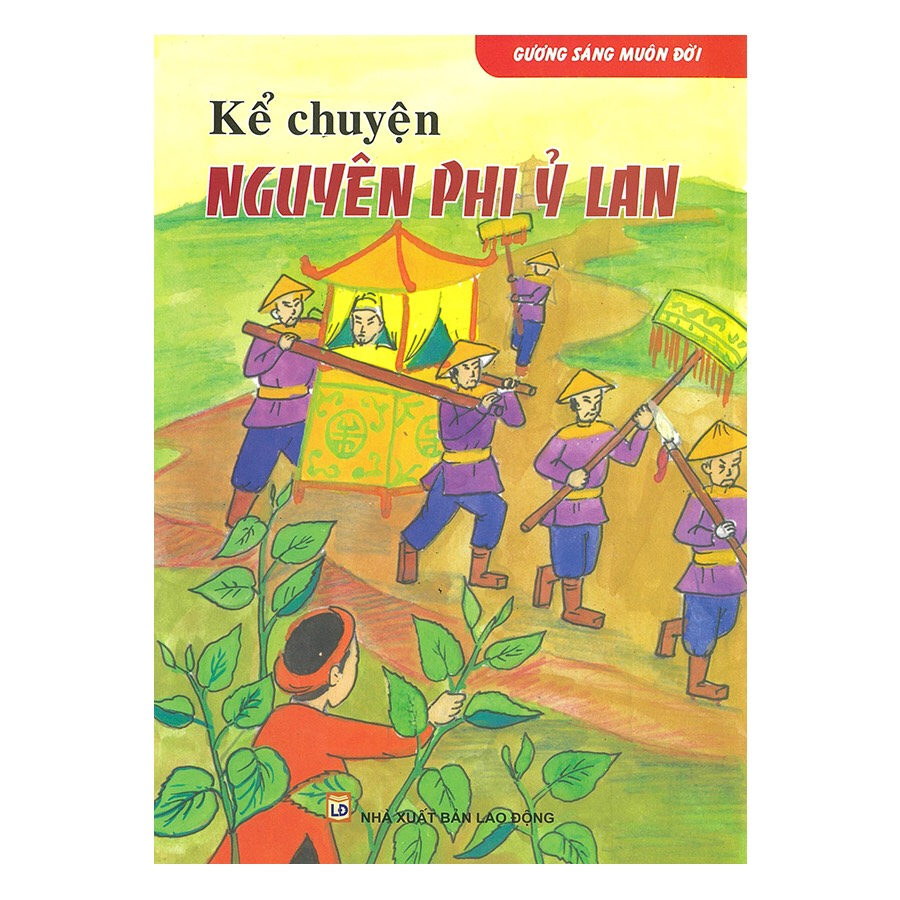 GƯƠNG SÁNG MUÔN ĐỜI
Kể chuyện
NGUYÊN PHI Ỷ LAN
LĐ
NHÀ XUẤT BẢN LAO ĐỘNG